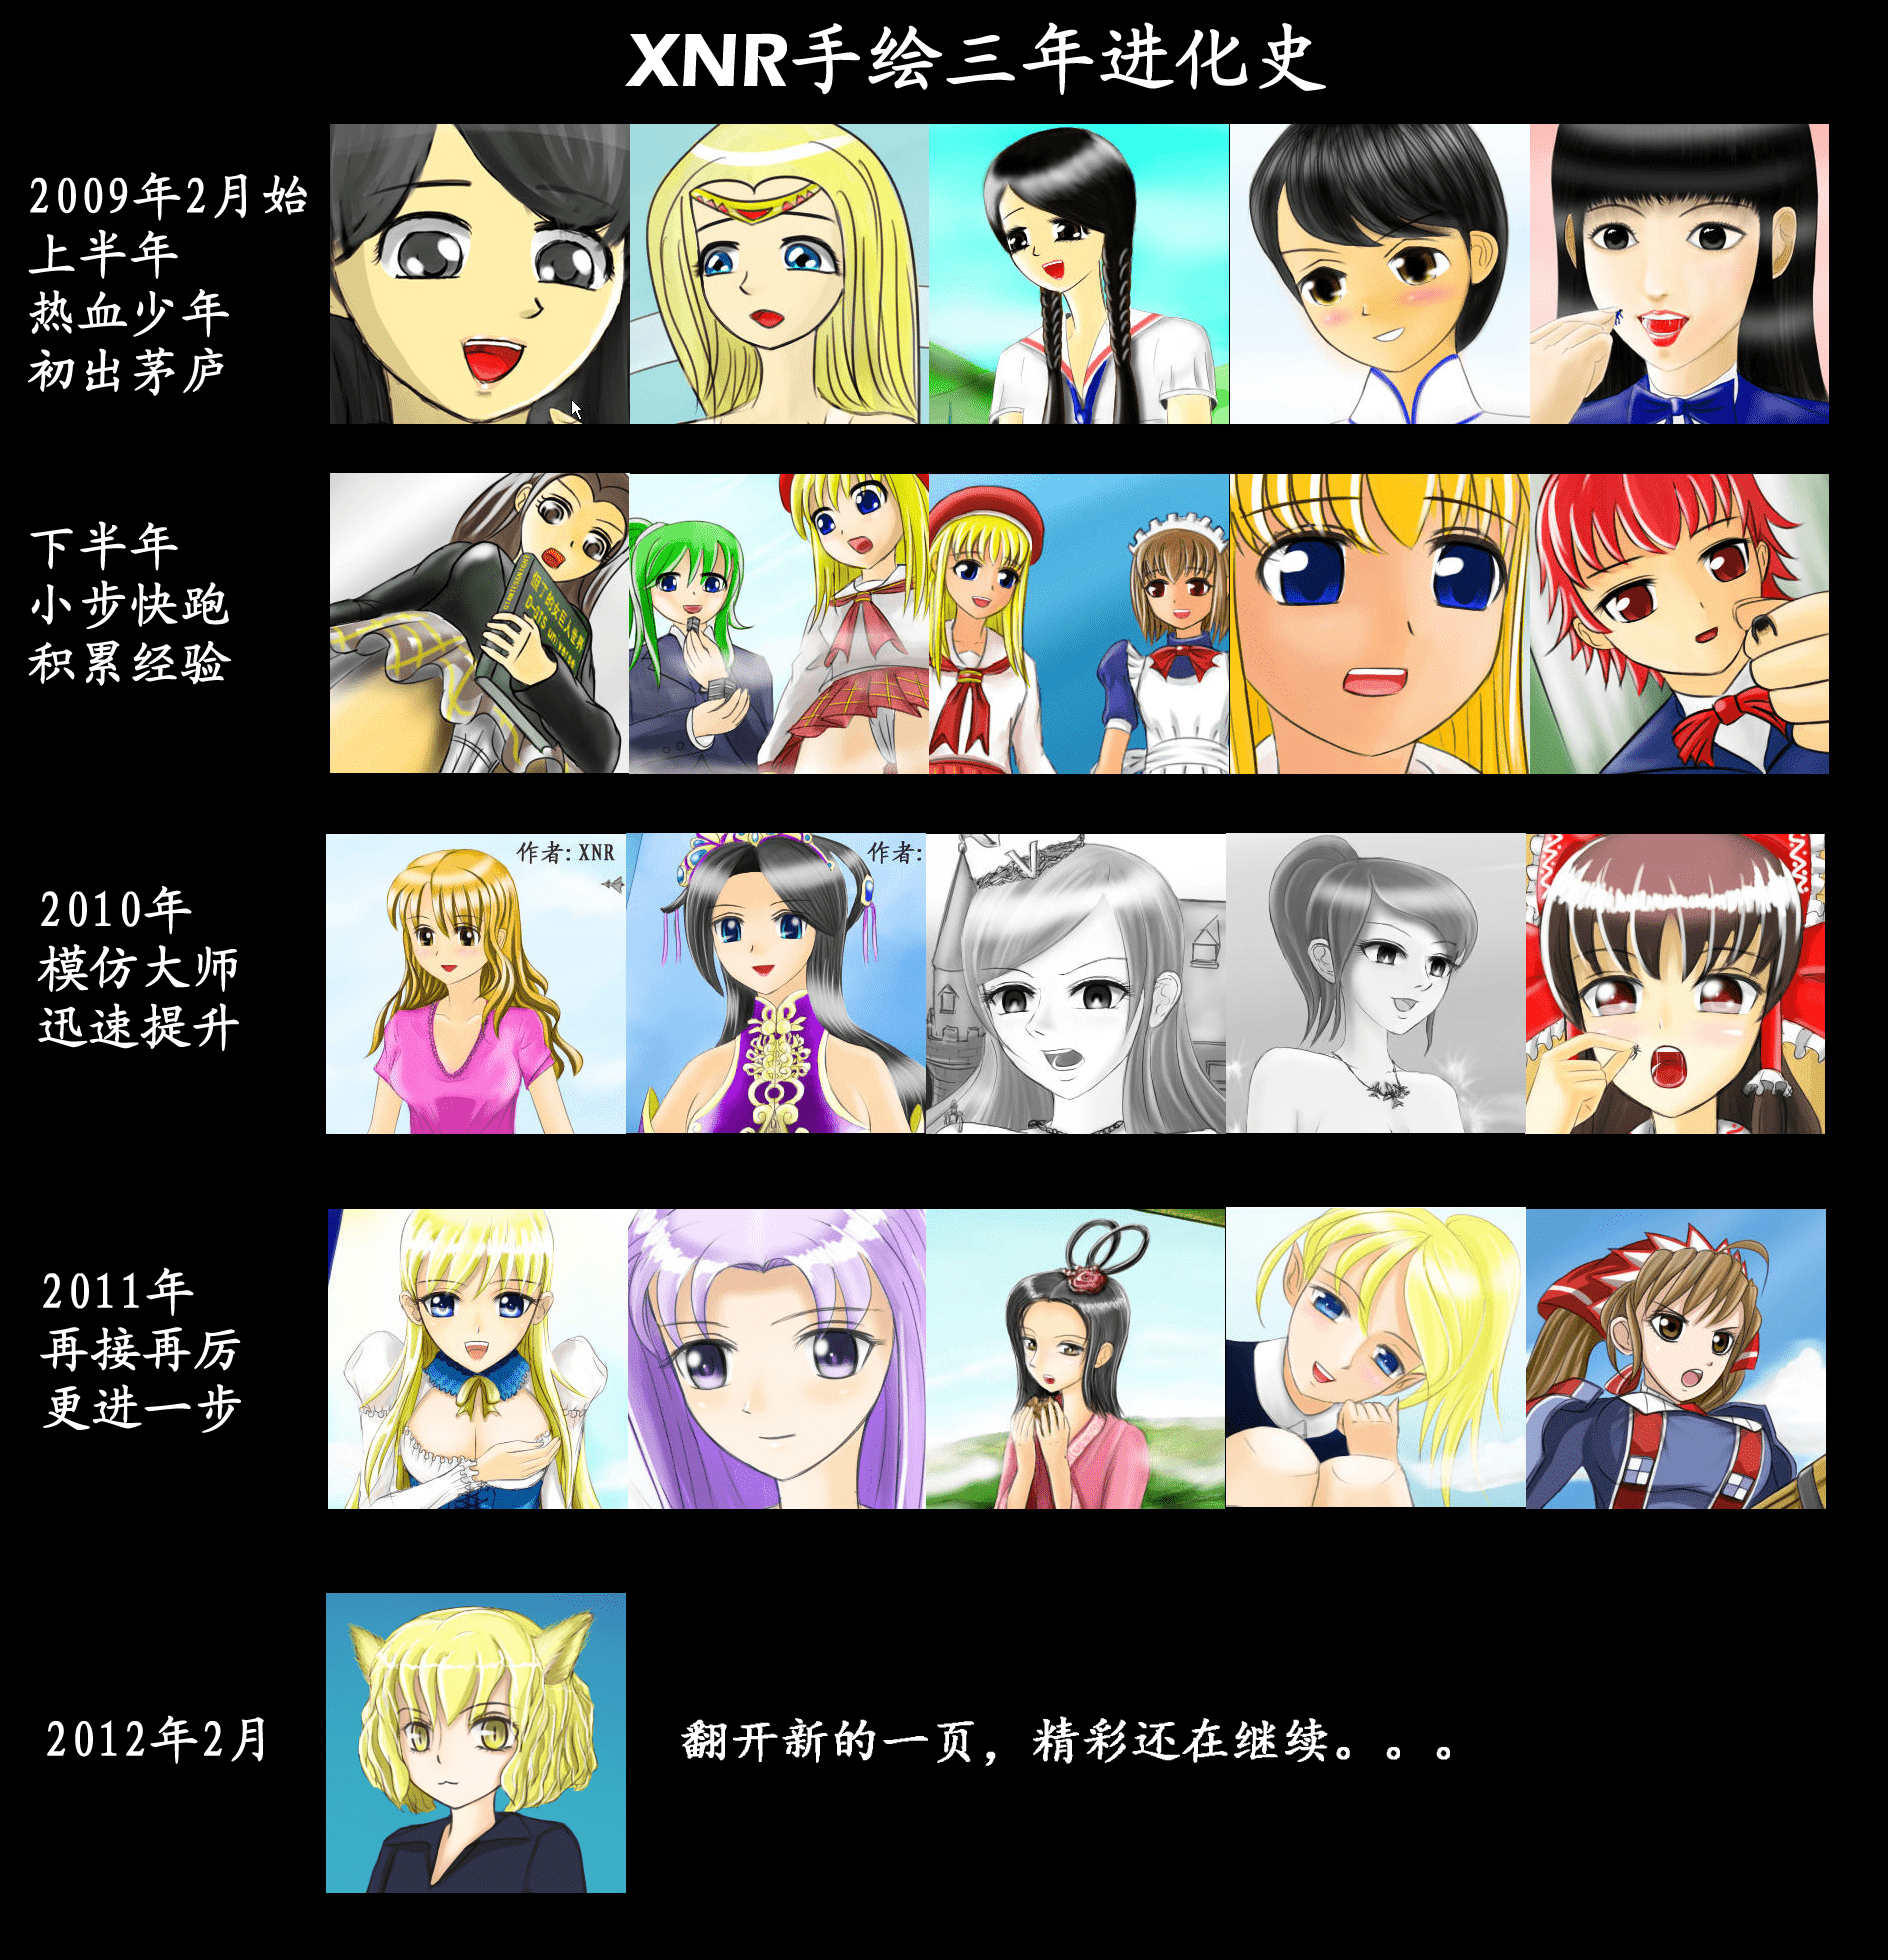 XNR手绘三年进化史
2009年2月始
上半年
热血少年
初出茅庐
下半年
小步快跑
积累经验
2010年
模仿大师
迅速提升
作者: XNR
作者:
2011年
再接再厉
更进一步
2012年2月
翻开新的一页，精彩还在继续。。。